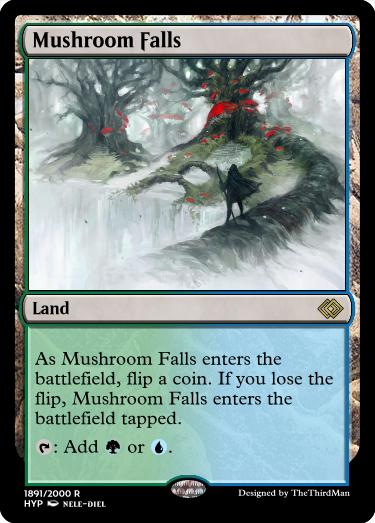 Mushroom Falls
Land
As Mushroom Falls enters the
battlefield, flip a coin. If you lose the
flip, Mushroom Falls enters the
battlefield tapped.
: Add or .
1891/2000 R
HYP NELE-DIEL
Designed by TheThirdMan